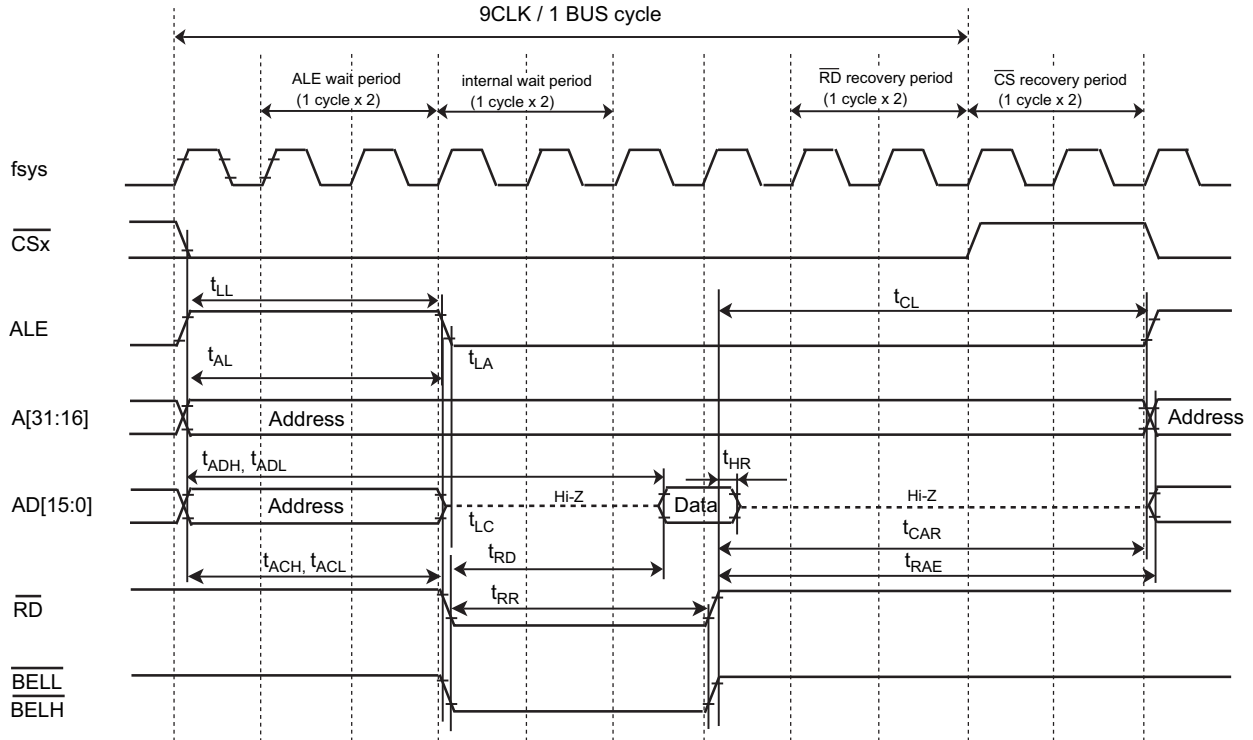 9CLK / 1 BUS cycle
ALE wait period
(1 cycle x 2)
internal wait period
(1 cycle x 2)
RD recovery period
(1 cycle x 2)
CS recovery period
(1 cycle x 2)
fsys
CSx
tLL
tCL
ALE
tAL
tLA
A[31:16]
Address
Address
tADH, tADL
tHR
AD[15:0]
Address
Hi-Z
Data
Hi-Z
tLC
tCAR
tRD
tACH, tACL
tRAE
RD
tRR
BELL
BELH